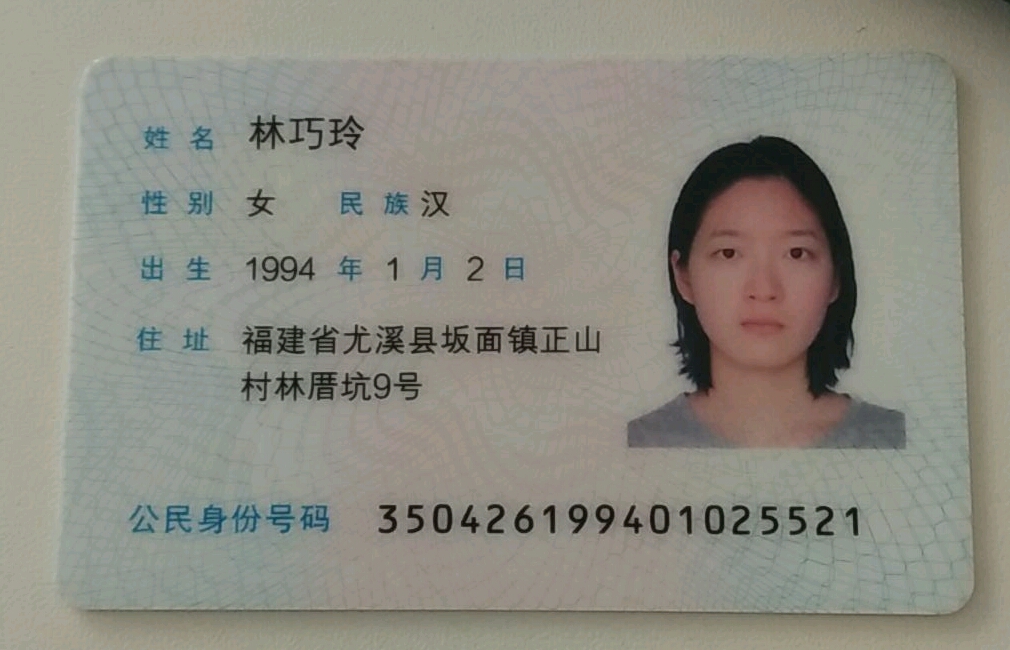 姓名 林巧玲
性别 女 民族 汉
出生 1994 年 1 月 2 日
住址 福建省尤溪县坂面镇正山
村林厝坑9号
公民身份号码 350426199401025521